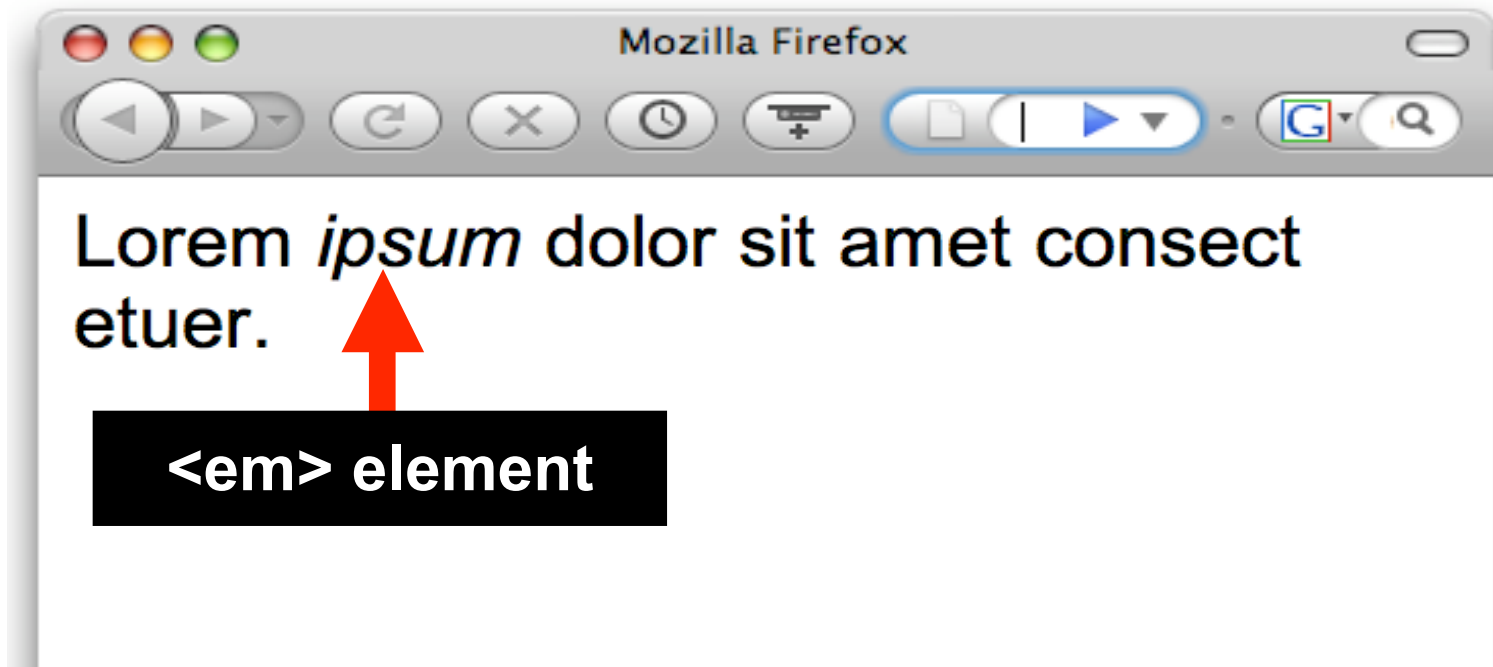 Mozilla Firefox
G
Lorem ipsum dolor sit amet consect
etuer.
<em> element